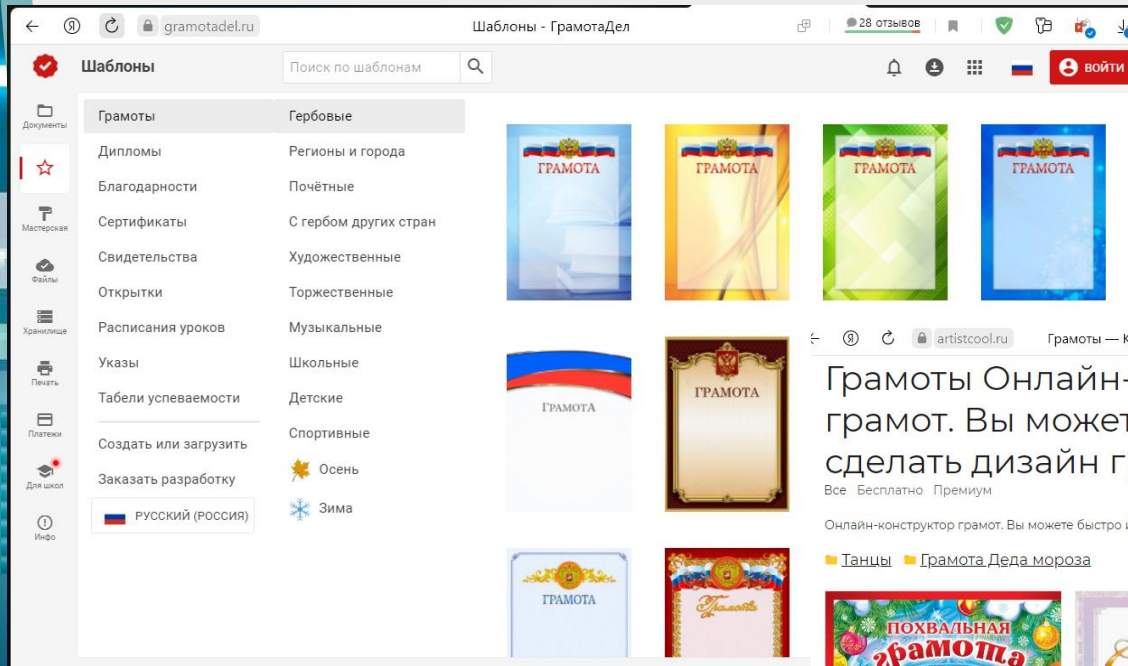 gramotadel.ru
Шаблоны - ГрамотаДел
28 отзывов
Шаблоны
Поиск по шаблонам
ВОЙТИ
Документы
Мастерская
Файлы
Хранилище
Печать
Платежи
Для школ
Инфо
Грамоты
Дипломы
Благодарности
Сертификаты
Свидетельства
Открытки
Расписания уроков
Указы
Табели успеваемости
Создать или загрузить
Заказать разработку
РУССКИЙ (РОССИЯ)
Гербовые
Регионы и города
Почётные
С гербом других стран
Художественные
Торжественные
Музыкальные
Школьные
Детские
Спортивные
Осень
Зима
ГРАМОТА
ГРАМОТА
ГРАМОТА
ГРАМОТА
ГРАМОТА
ГРАМОТА
ГРАМОТА
Грамота
artistcool.ru
Грамоты — К
Грамоты Онлайн-
грамот. Вы может
сделать дизайн г
Все Бесплатно Премиум
Онлайн-конструктор грамот. Вы можете быстро и
Танцы Грамота Деда мороза
ПОХВАЛЬНАЯ
грамота